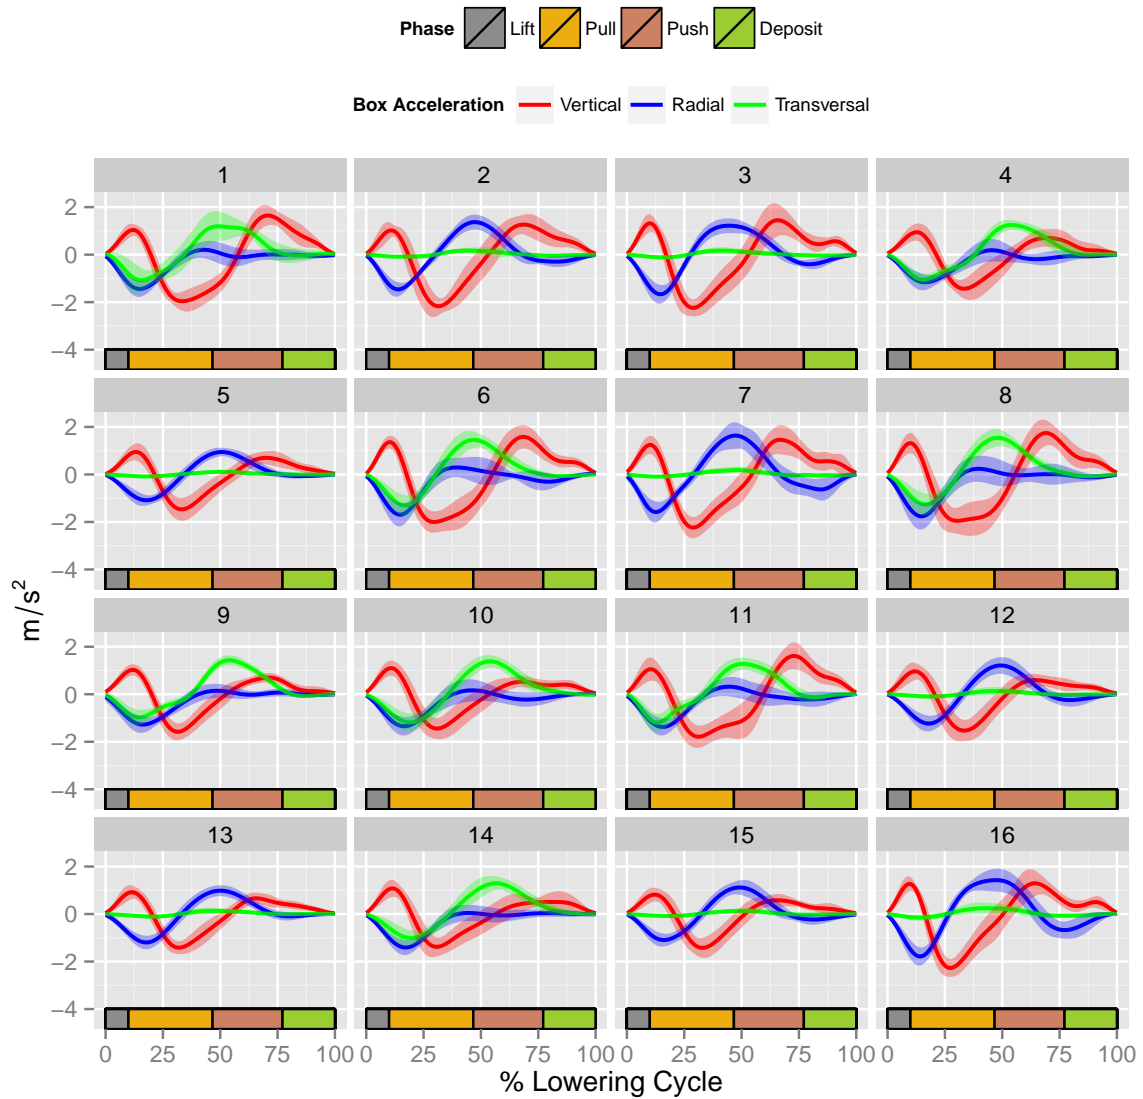 Phase Lift Pull Push Deposit
Box Acceleration Vertical Radial Transversal
1 2 3 4
2
0
−2
−4
5 6 7 8
2
0
−2
−4
m/s²
9 10 11 12
2
0
−2
−4
13 14 15 16
2
0
−2
−4
0 25 50 75 100 0 25 50 75 100 0 25 50 75 100 0 25 50 75 100
% Lowering Cycle